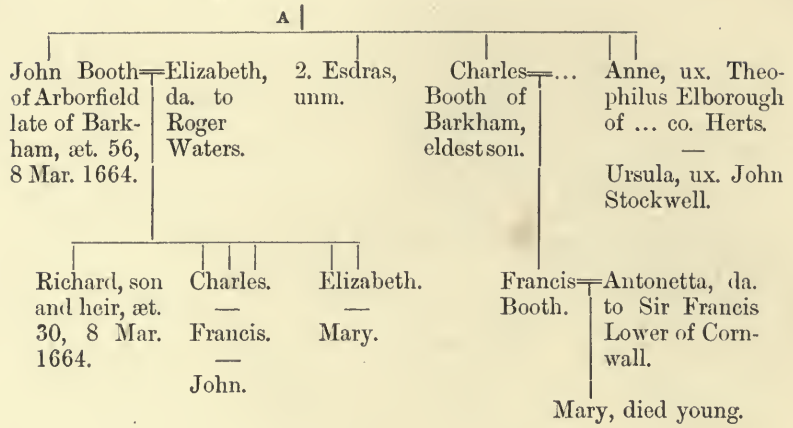 A
John Booth
of Arborfield
late of Bark-
ham, æt. 56,
8 Mar. 1664.
Elizabeth,
da. to
Roger
Waters.
2. Esdras,
unm.
Charles
Booth of
Barkham,
eldest son.
...
Anne, ux. Theo-
philus Elborough
of ... co. Herts.
—
Ursula, ux. John
Stockwell.
Richard, son
and heir, æt.
30, 8 Mar.
1664.
Charles.
—
Francis.
—
John.
Elizabeth.
—
Mary.
Francis
Booth.
Antonetta, da.
to Sir Francis
Lower of Corn-
wall.
Mary, died young.